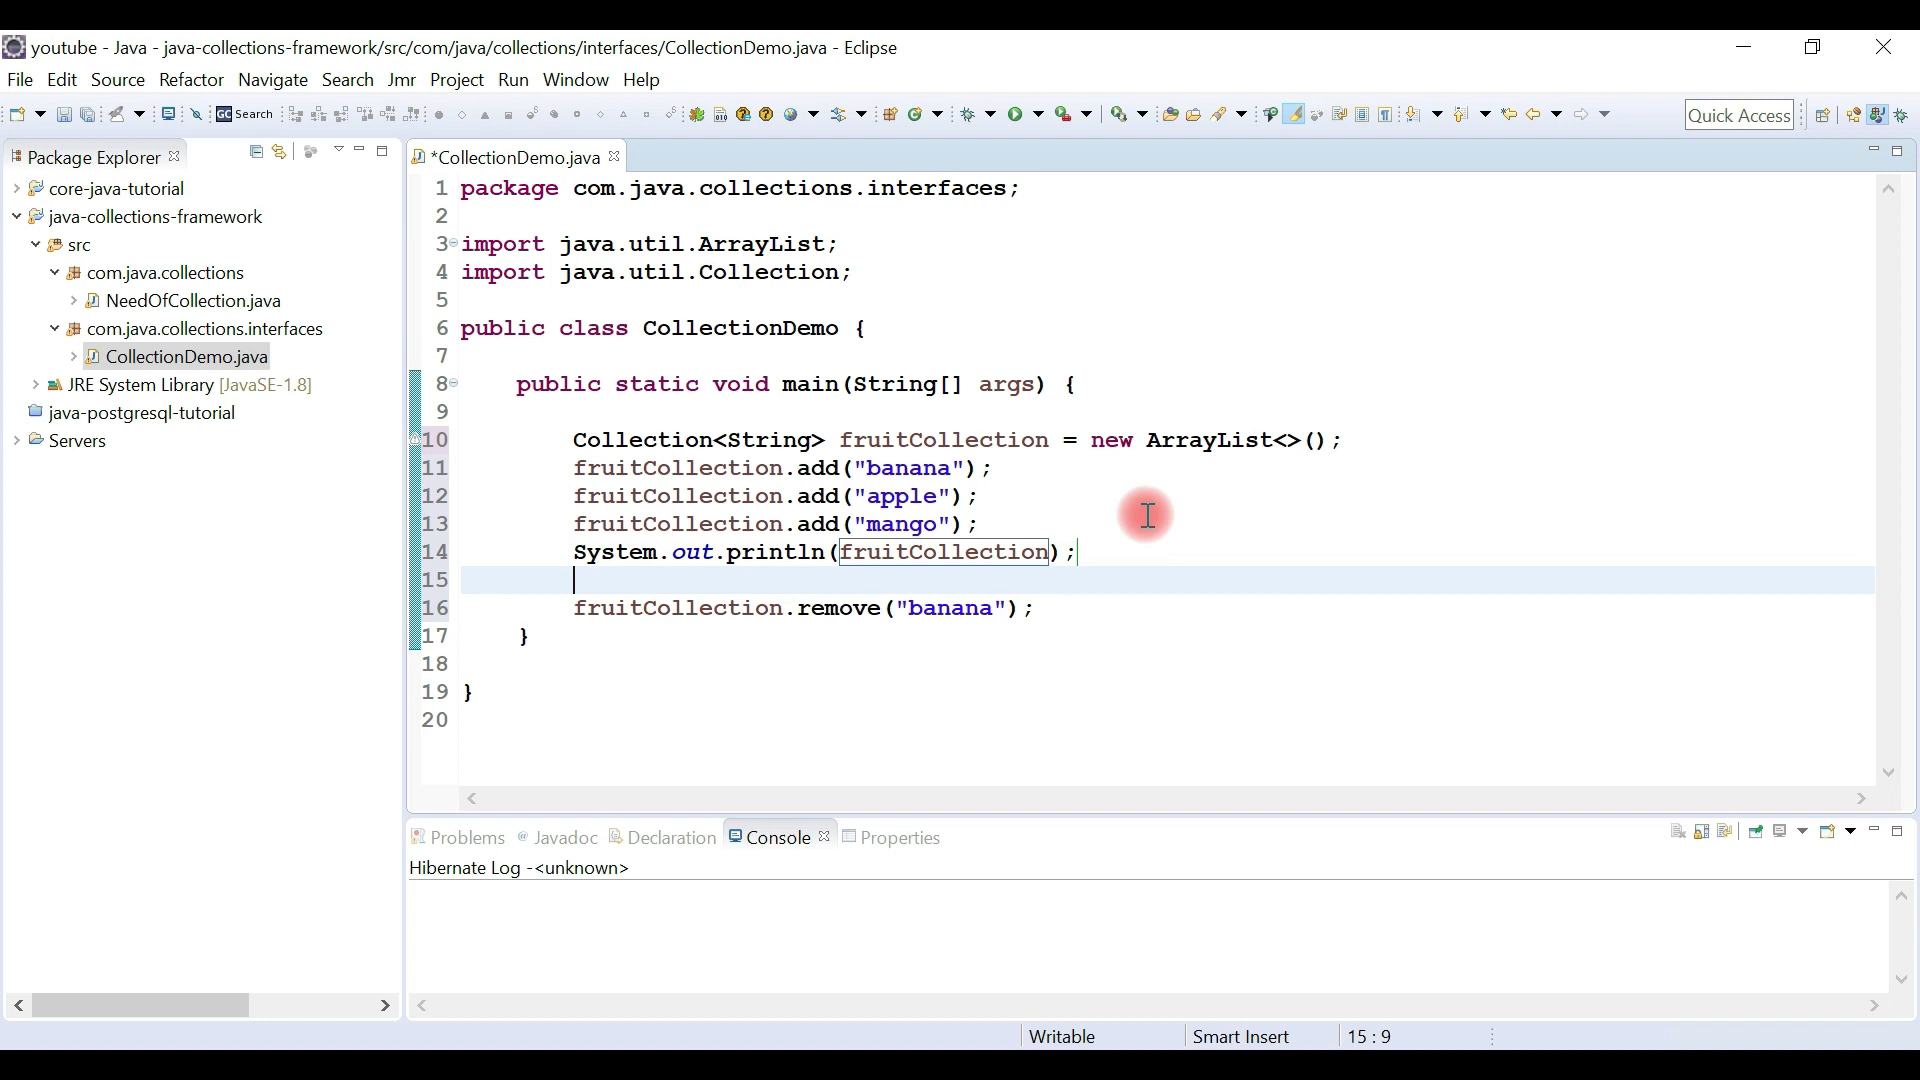 youtube - Java - java-collections-framework/src/com/java/collections/interfaces/CollectionDemo.java - Eclipse
File Edit Source Refactor Navigate Search Jmr Project Run Window Help
GC Search
Quick Access
Package Explorer
core-java-tutorial
java-collections-framework
src
com.java.collections
NeedOfCollection.java
com.java.collections.interfaces
CollectionDemo.java
JRE System Library [JavaSE-1.8]
java-postgresql-tutorial
Servers
*CollectionDemo.java
1 package com.java.collections.interfaces;
2
3 import java.util.ArrayList;
4 import java.util.Collection;
5
6 public class CollectionDemo {
7
8 public static void main(String[] args) {
9
10 Collection<String> fruitCollection = new ArrayList<>();
11 fruitCollection.add("banana");
12 fruitCollection.add("apple");
13 fruitCollection.add("mango");
14 System.out.println(fruitCollection);
15
16 fruitCollection.remove("banana");
17 }
18
19 }
20
Problems @ Javadoc Declaration Console Properties
Hibernate Log -<unknown>
Writable Smart Insert 15 : 9